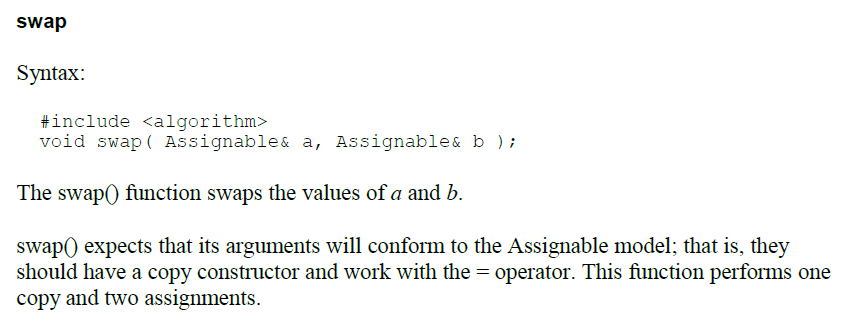 swap
Syntax:
#include <algorithm>
void swap( Assignable& a, Assignable& b );
The swap() function swaps the values of a and b.
swap() expects that its arguments will conform to the Assignable model; that is, they
should have a copy constructor and work with the = operator. This function performs one
copy and two assignments.